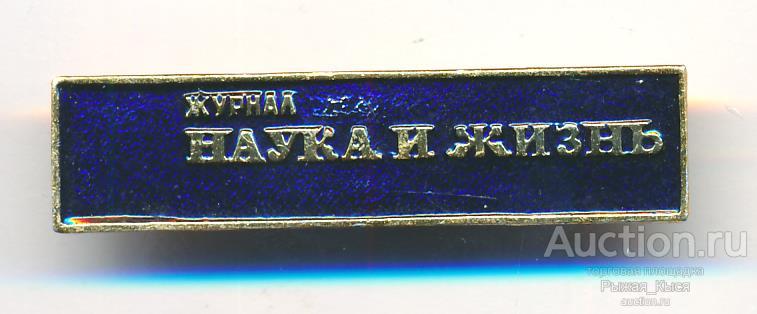 ЖУРНАЛ
НАУКА И ЖИЗНЬ
Auction.ru
торговая площадка
Рыжая_Кыся
auction.ru